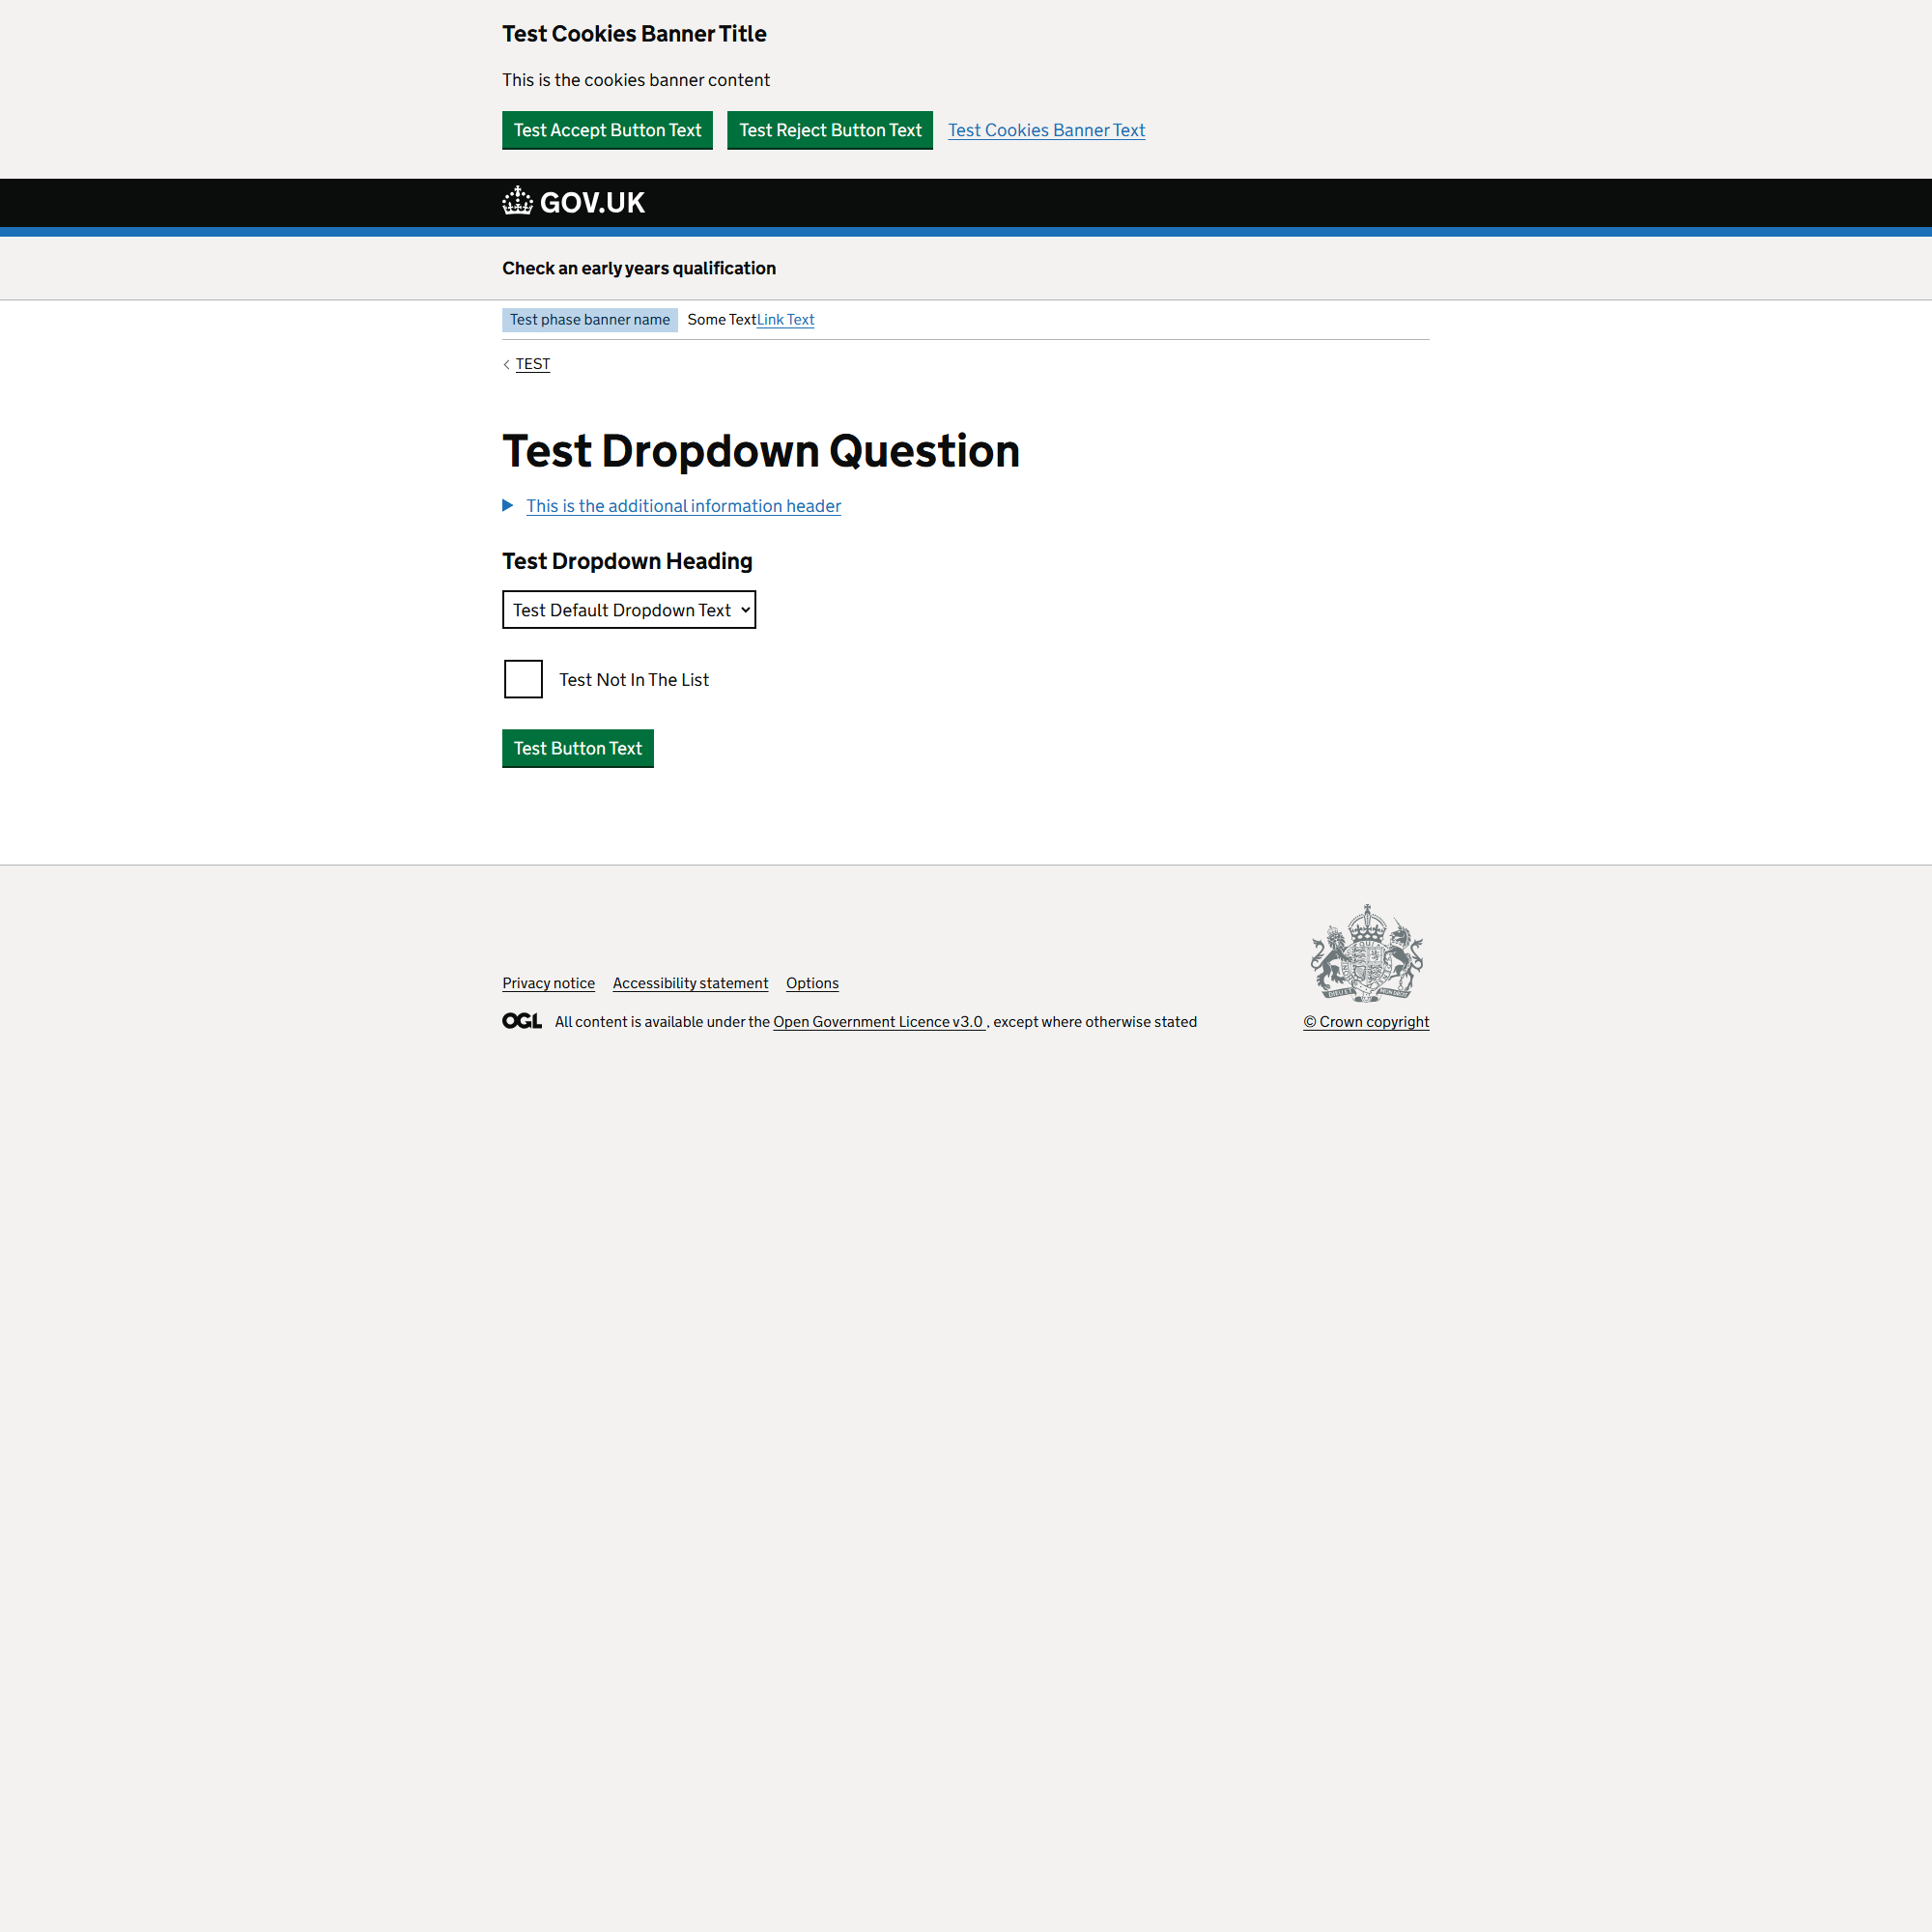 Test Cookies Banner Title
This is the cookies banner content
Test Accept Button Text Test Reject Button Text Test Cookies Banner Text
GOV.UK
Check an early years qualification
Test phase banner name Some TextLink Text
TEST
Test Dropdown Question
This is the additional information header
Test Dropdown Heading
Test Default Dropdown Text
Test Not In The List
Test Button Text
Privacy notice Accessibility statement Options
OGL All content is available under the Open Government Licence v3.0 , except where otherwise stated
© Crown copyright